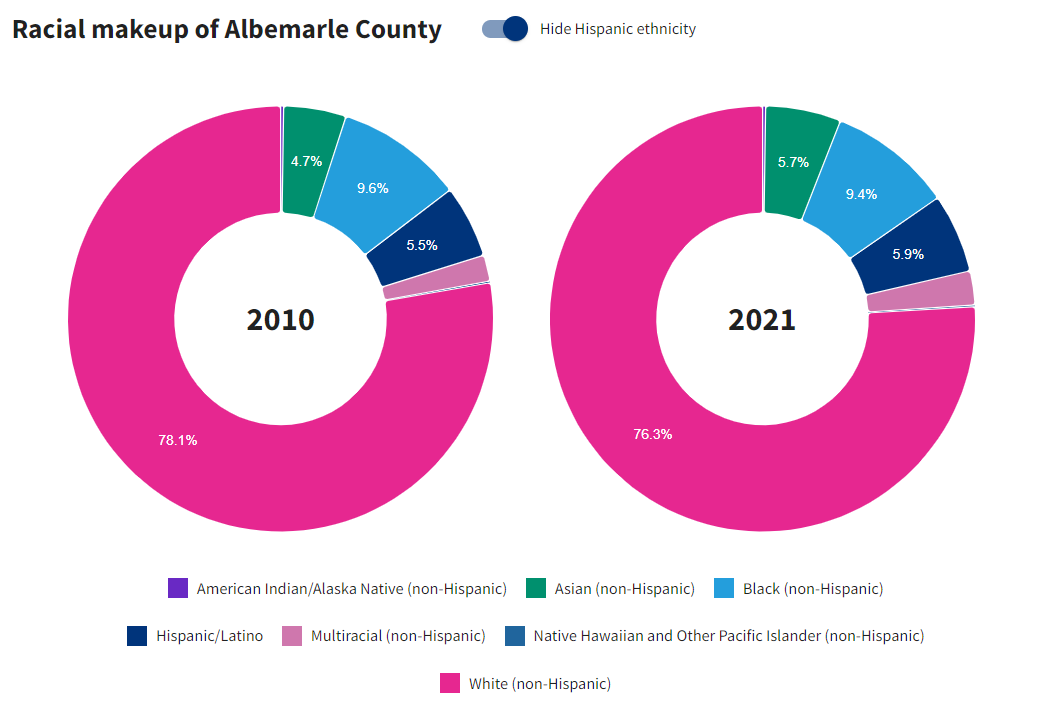 Racial makeup of Albemarle County
Hide Hispanic ethnicity
4.7%
9.6%
5.5%
2010
78.1%
5.7%
9.4%
5.9%
2021
76.3%
American Indian/Alaska Native (non-Hispanic) Asian (non-Hispanic) Black (non-Hispanic)
Hispanic/Latino Multiracial (non-Hispanic) Native Hawaiian and Other Pacific Islander (non-Hispanic)
White (non-Hispanic)